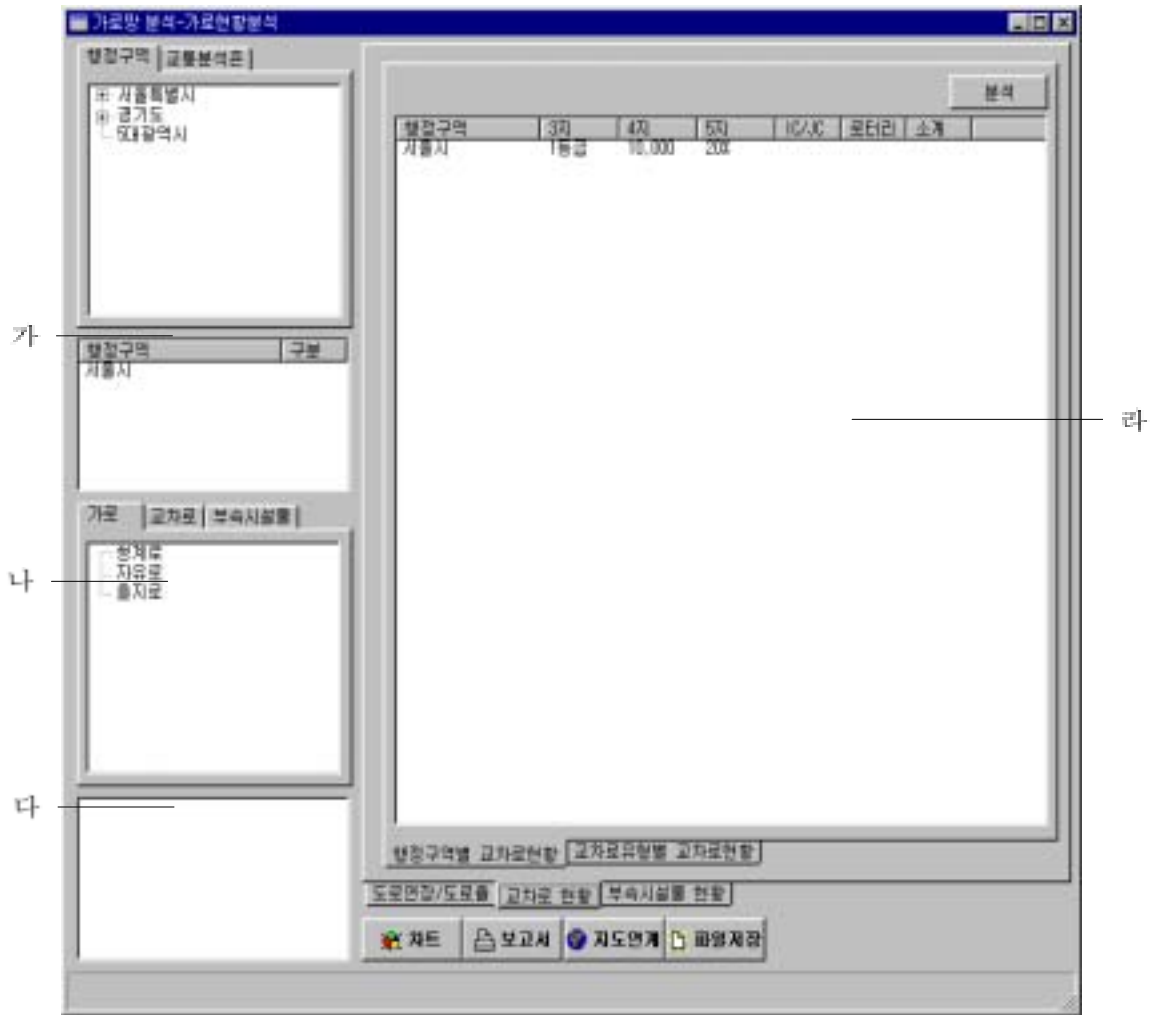 가로망 분석-가로현황분석
행정구역 교통분석존
서울특별시
경기도
5대광역시
분석
행정구역 3지 4지 5지 IC/JC 로터리 소계
서울시 1등급 10,000 20%
가
행정구역 구분
서울시
라
가로 교차로 부속시설물
청계로
자유로
을지로
나
다
행정구역별 교차로현황 교차로유형별 교차로현황
도로연장/도로율 교차로 현황 부속시설물 현황
차트 보고서 지도연계 파일저장